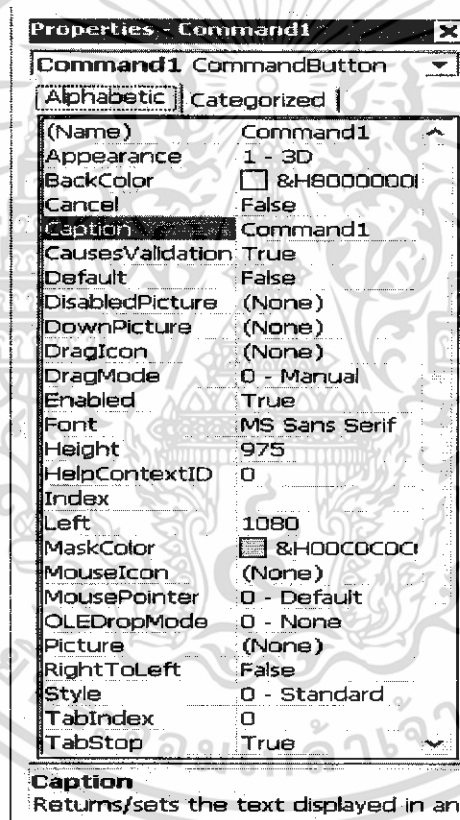 Properties - Command1
Command1 CommandButton
Alphabetic Categorized
(Name) Command1
Appearance 1 - 3D
BackColor &H8000000
Cancel False
Caption Command1
CausesValidation True
Default False
DisabledPicture (None)
DownPicture (None)
DragIcon (None)
DragMode 0 - Manual
Enabled True
Font MS Sans Serif
Height 975
HelpContextID 0
Index
Left 1080
MaskColor &H00C0C0C
MouseIcon (None)
MousePointer 0 - Default
OLEDropMode 0 - None
Picture (None)
RightToLeft False
Style 0 - Standard
TabIndex 0
TabStop True
Caption
Returns/sets the text displayed in an